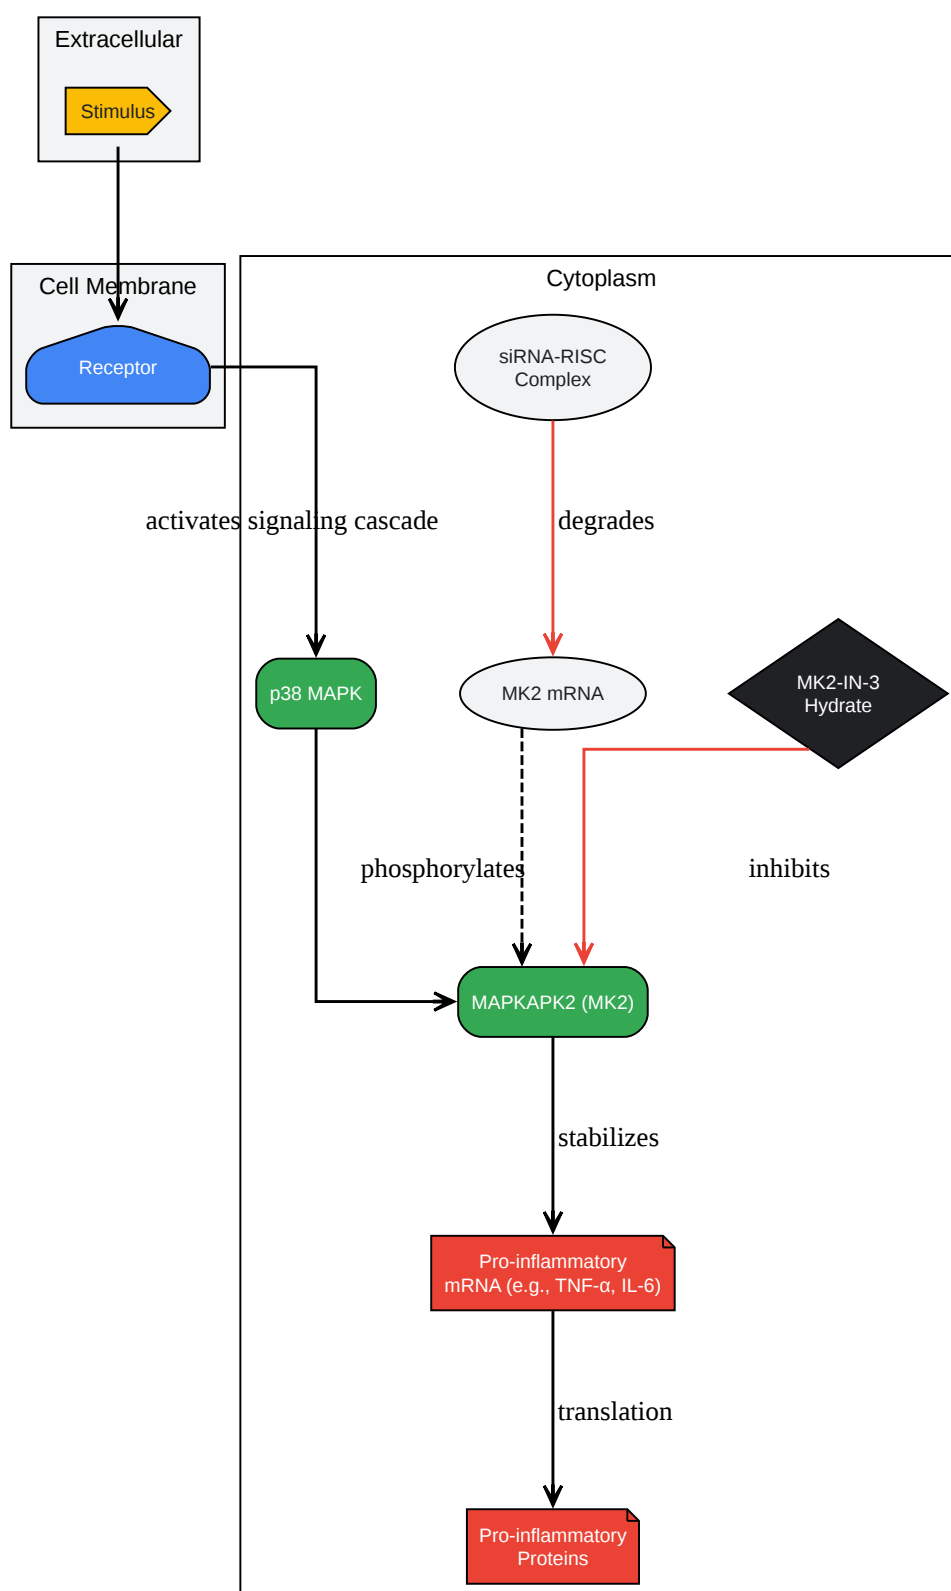 Extracellular
Stimulus
Cell Membrane
Receptor
Cytoplasm
siRNA-RISC
Complex
activates signaling cascade
degrades
p38 MAPK
MK2 mRNA
MK2-IN-3
Hydrate
phosphorylates
inhibits
MAPKAPK2 (MK2)
stabilizes
Pro-inflammatory
mRNA (e.g., TNF-α, IL-6)
translation
Pro-inflammatory
Proteins